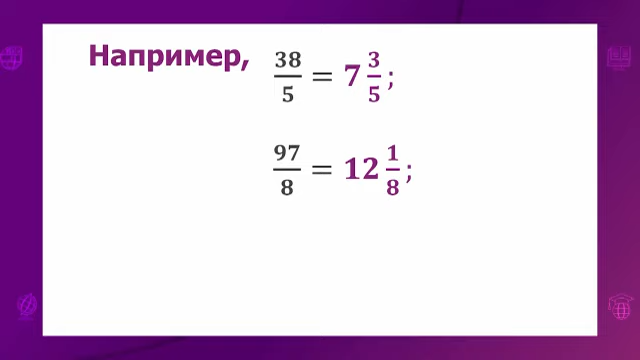 Например, 38/5 = 7 3/5;
97/8 = 12 1/8;